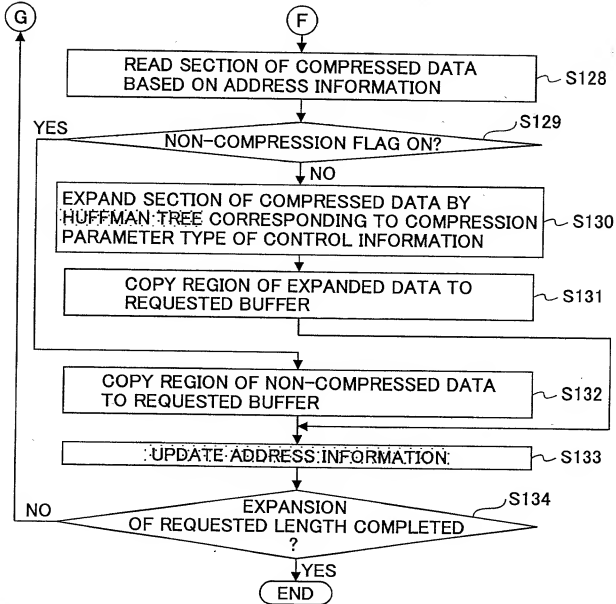 G
F
READ SECTION OF COMPRESSED DATA
BASED ON ADDRESS INFORMATION
S128
YES
NON-COMPRESSION FLAG ON?
S129
NO
EXPAND SECTION OF COMPRESSED DATA BY
HUFFMAN TREE CORRESPONDING TO COMPRESSION
PARAMETER TYPE OF CONTROL INFORMATION
S130
COPY REGION OF EXPANDED DATA TO
REQUESTED BUFFER
S131
COPY REGION OF NON-COMPRESSED DATA
TO REQUESTED BUFFER
S132
UPDATE ADDRESS INFORMATION
S133
NO
EXPANSION
OF REQUESTED LENGTH COMPLETED
?
S134
YES
END